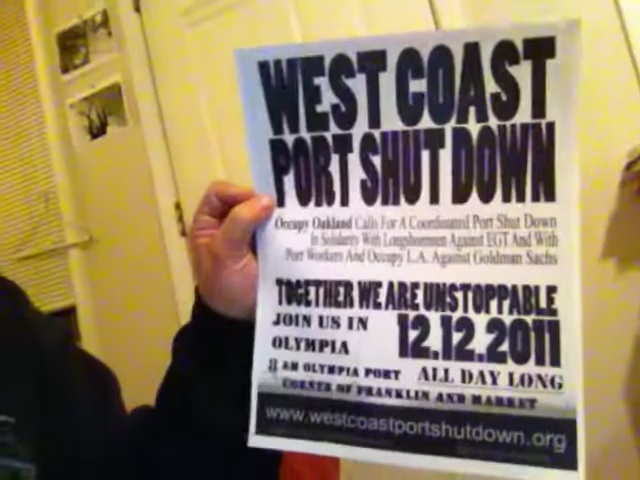 WEST COAST
PORT SHUT DOWN
Occupy Oakland Calls For A Coordinated Port Shut Down
In Solidarity With Longshoremen Against EGT And With
Port Workers And Occupy L.A. Against Goldman Sachs
TOGETHER WE ARE UNSTOPPABLE
JOIN US IN
OLYMPIA
12.12.2011
8 AM OLYMPIA PORT
ALL DAY LONG
CORNER OF FRANKLIN AND MARKET
www.westcoastportshutdown.org